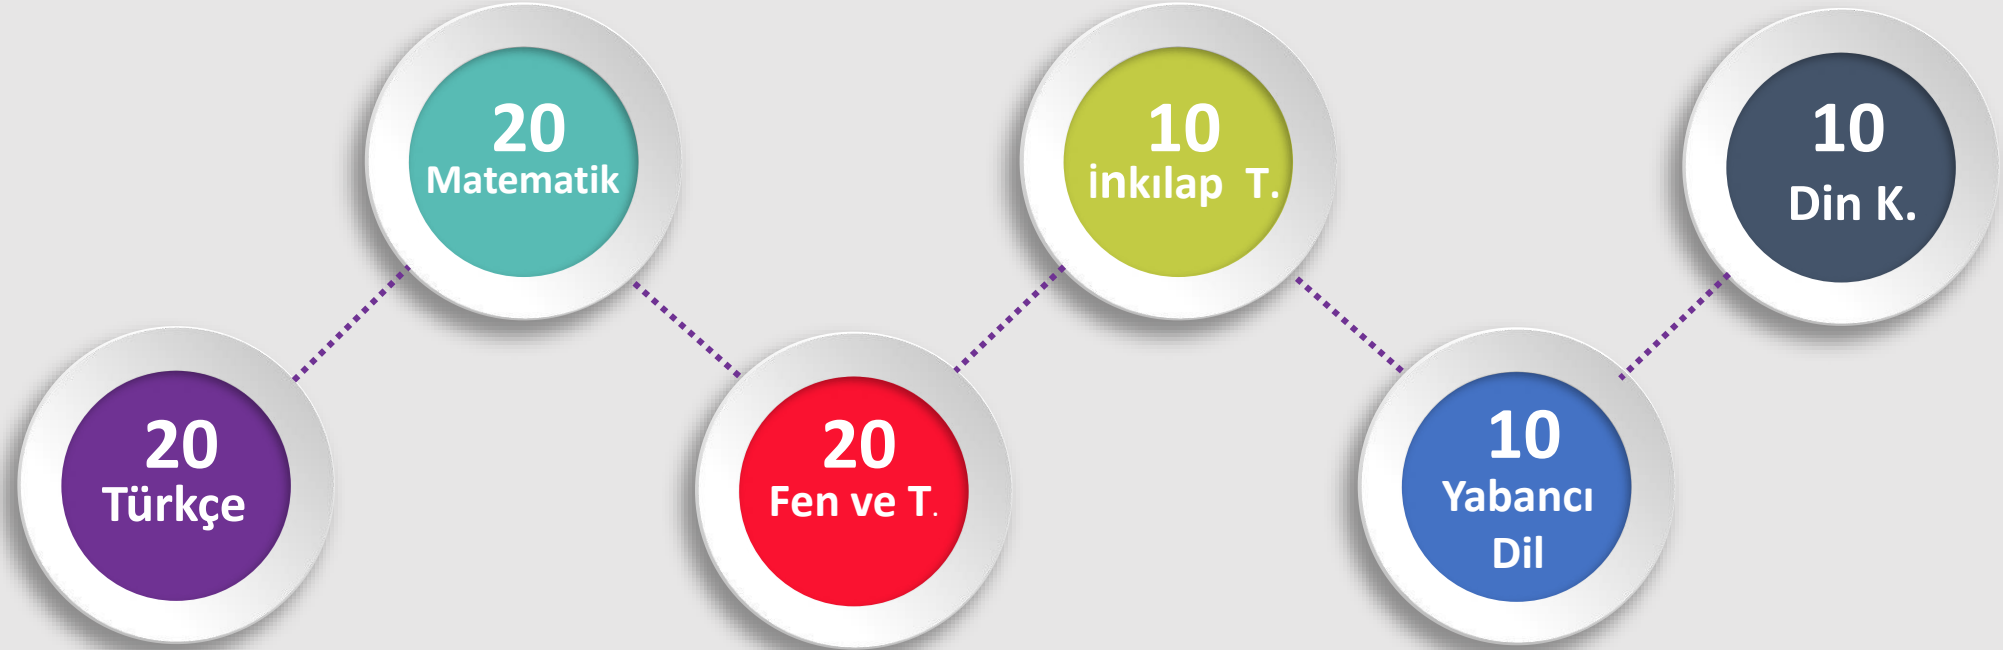 20
Türkçe
20
Matematik
20
Fen ve T.
10
inkılap T.
10
Yabancı
Dil
10
Din K.